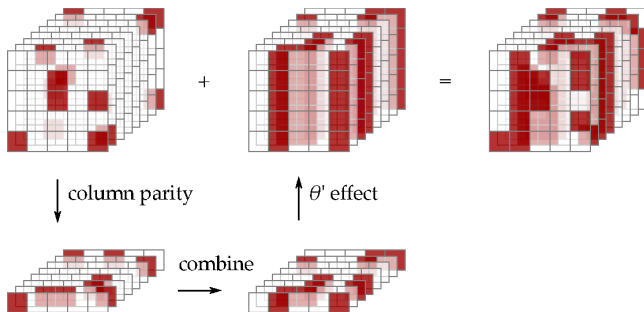 +
=
column parity
θ' effect
combine